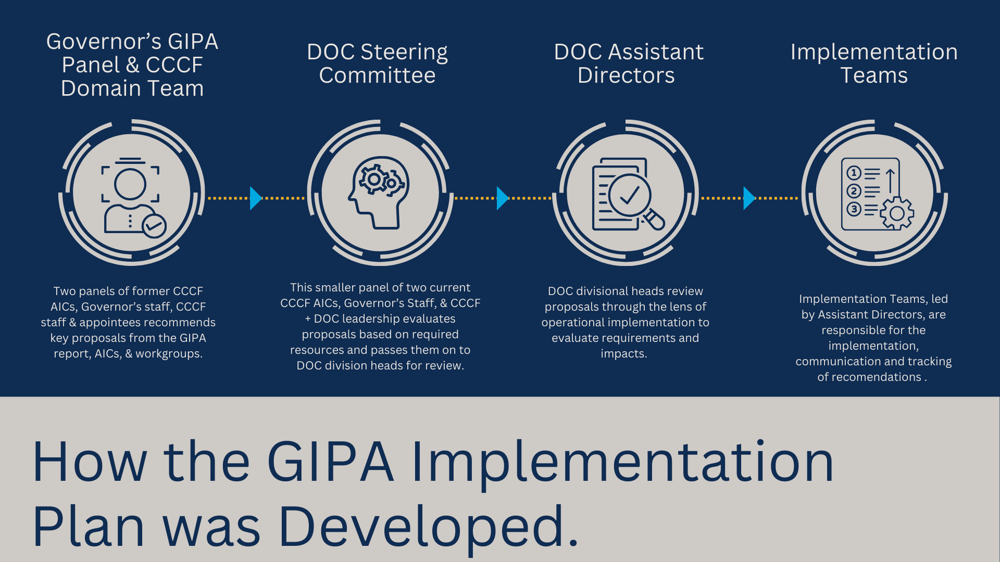 Governor’s GIPA
Panel & CCCF
Domain Team
DOC Steering
Committee
DOC Assistant
Directors
Implementation
Teams
1
2
3
Two panels of former CCCF
AICs, Governor’s staff, CCCF
staff & appointees recommends
key proposals from the GIPA
report, AICs, & workgroups.
This smaller panel of two current
CCCF AICs, Governor’s Staff, & CCCF
+ DOC leadership evaluates
proposals based on required
resources and passes them on to
DOC division heads for review.
DOC divisional heads review
proposals through the lens of
operational implementation to
evaluate requirements and
impacts.
Implementation Teams, led
by Assistant Directors, are
responsible for the
implementation,
communication and tracking
of recomendations .
How the GIPA Implementation
Plan was Developed.